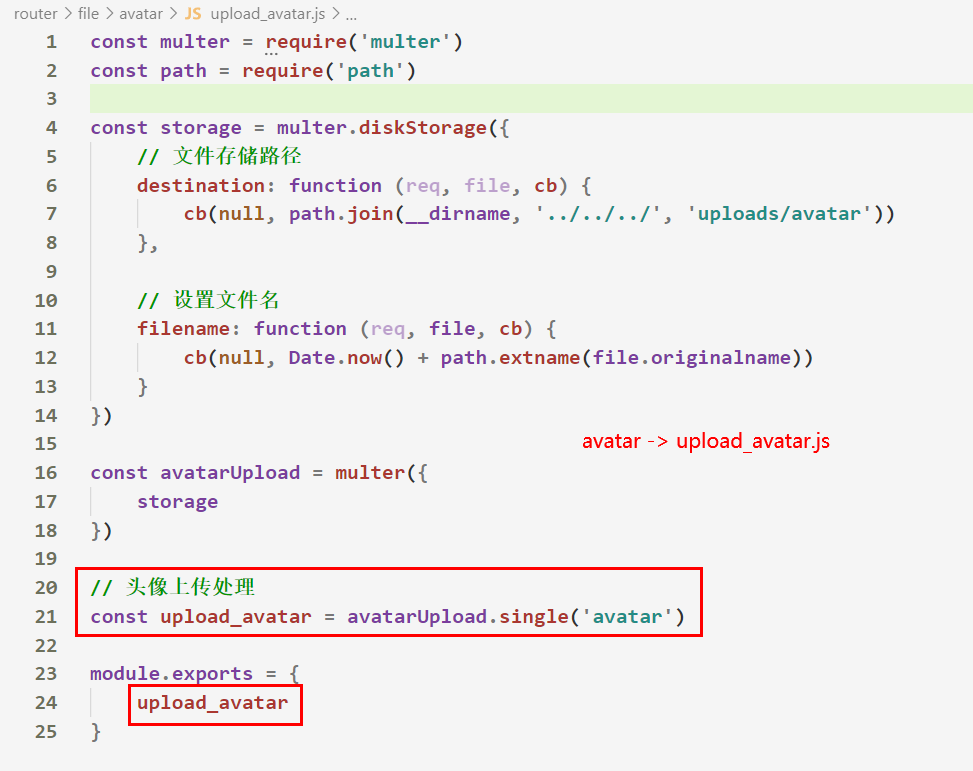 router > file > avatar > JS upload_avatar.js > ...
1 const multer = require('multer')
2 const path = require('path')
3
4 const storage = multer.diskStorage({
5 // 文件存储路径
6 destination: function (req, file, cb) {
7 cb(null, path.join(__dirname, '../../../', 'uploads/avatar'))
8 },
9
10 // 设置文件名
11 filename: function (req, file, cb) {
12 cb(null, Date.now() + path.extname(file.originalname))
13 }
14 })
15
avatar -> upload_avatar.js
16 const avatarUpload = multer({
17 storage
18 })
19
20 // 头像上传处理
21 const upload_avatar = avatarUpload.single('avatar')
22
23 module.exports = {
24 upload_avatar
25 }